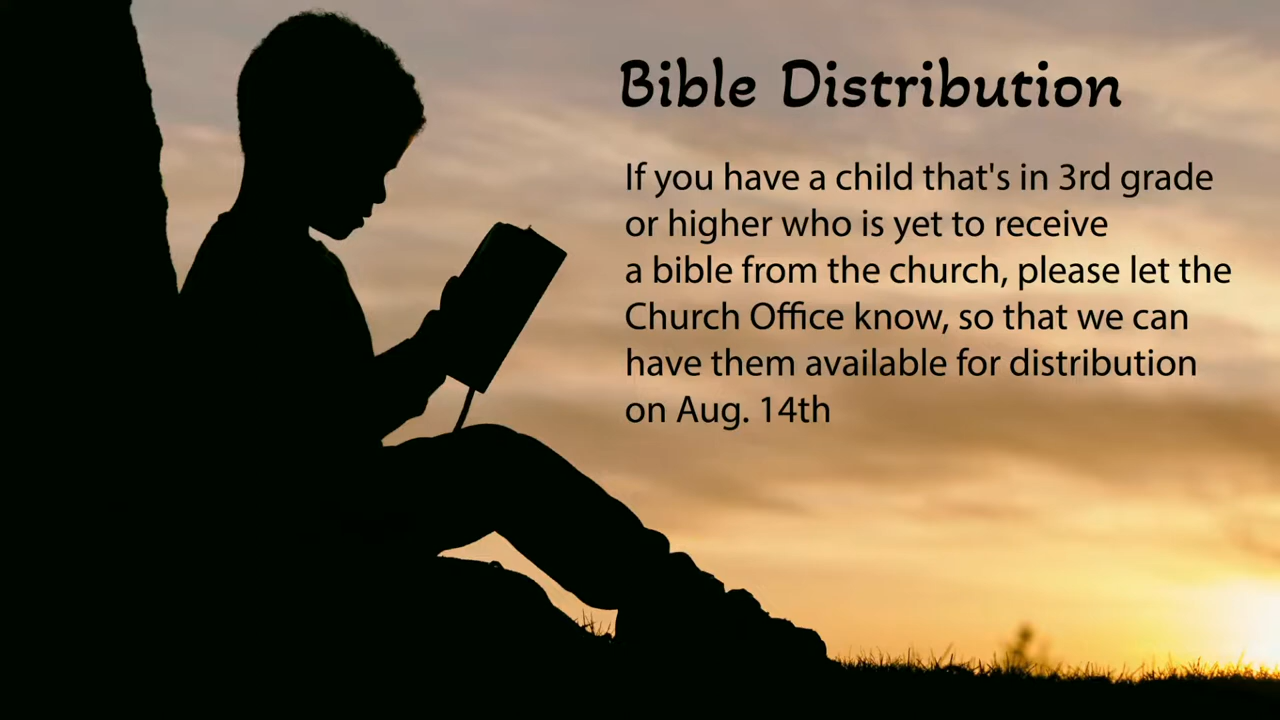 Bible Distribution
If you have a child that's in 3rd grade
or higher who is yet to receive
a bible from the church, please let the
Church Office know, so that we can
have them available for distribution
on Aug. 14th